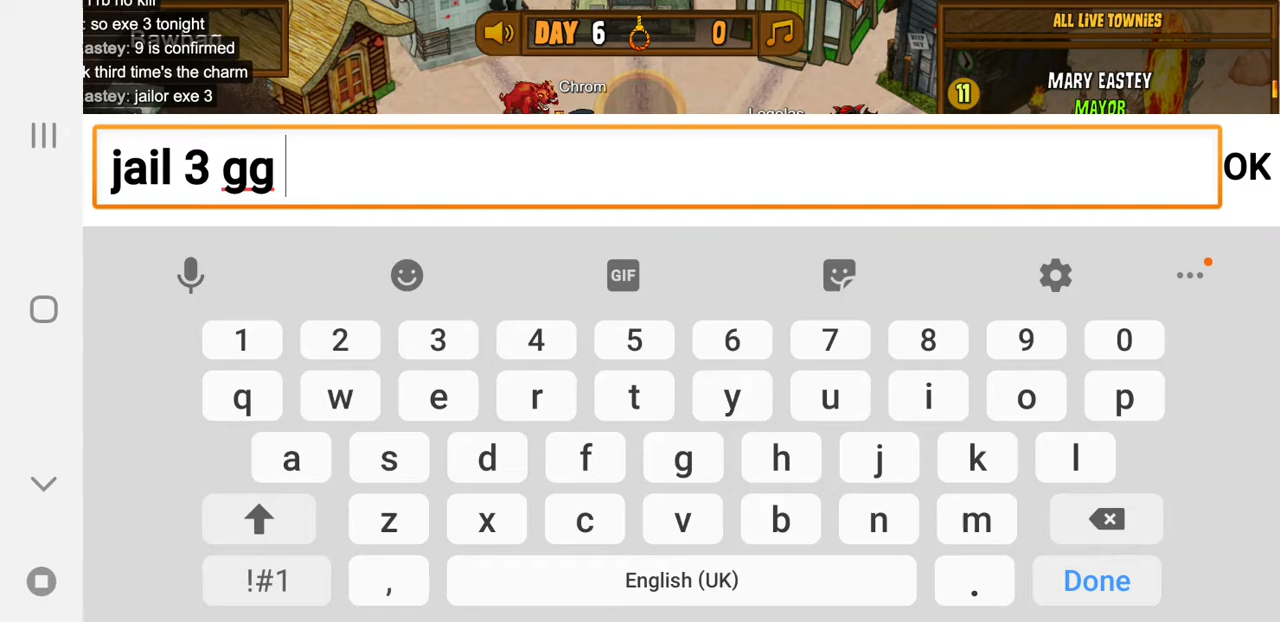 : so exe 3 tonight
astey: 9 is confirmed
k third time's the charm
astey: jailor exe 3
DAY 6
0
Chrom
ALL LIVE TOWNIES
11
MARY EASTEY
MAYOR
jail 3 gg
OK
GIF
1 2 3 4 5 6 7 8 9 0
q w e r t y u i o p
a s d f g h j k l
z x c v b n m
!#1 , English (UK) . Done